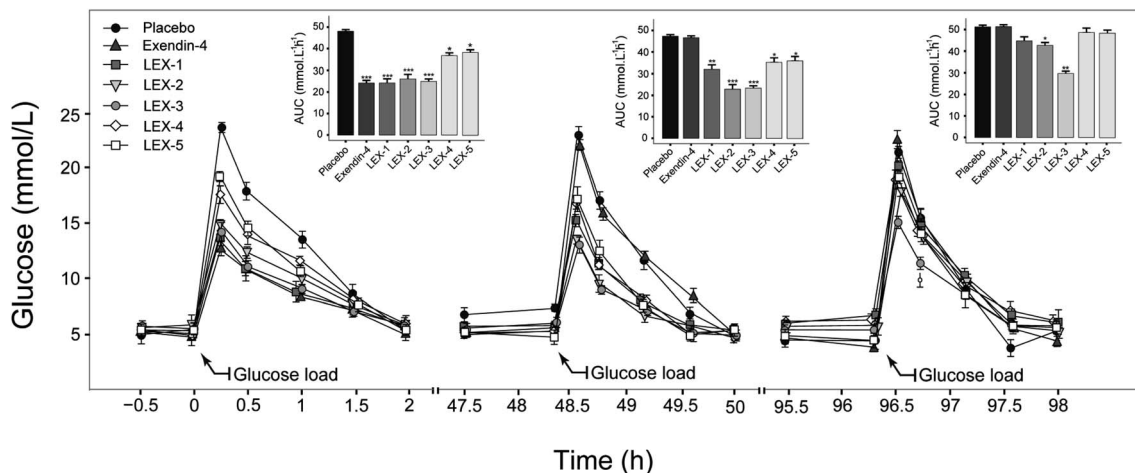 Placebo
Exendin-4
LEX-1
LEX-2
LEX-3
LEX-4
LEX-5
Glucose (mmol/L)
25
20
15
10
5
AUC (mmol.L⁻¹.h⁻¹)
50
40
30
20
10
0
*** *** *** *** * *
Placebo
Exendin-4
LEX-1
LEX-2
LEX-3
LEX-4
LEX-5
AUC (mmol.L⁻¹.h⁻¹)
50
40
30
20
10
0
** *** *** * *
Placebo
Exendin-4
LEX-1
LEX-2
LEX-3
LEX-4
LEX-5
AUC (mmol.L⁻¹.h⁻¹)
50
40
30
20
10
0
* **
Placebo
Exendin-4
LEX-1
LEX-2
LEX-3
LEX-4
LEX-5
Glucose load
Glucose load
Glucose load
−0.5 0 0.5 1 1.5 2 47.5 48 48.5 49 49.5 50 95.5 96 96.5 97 97.5 98
Time (h)